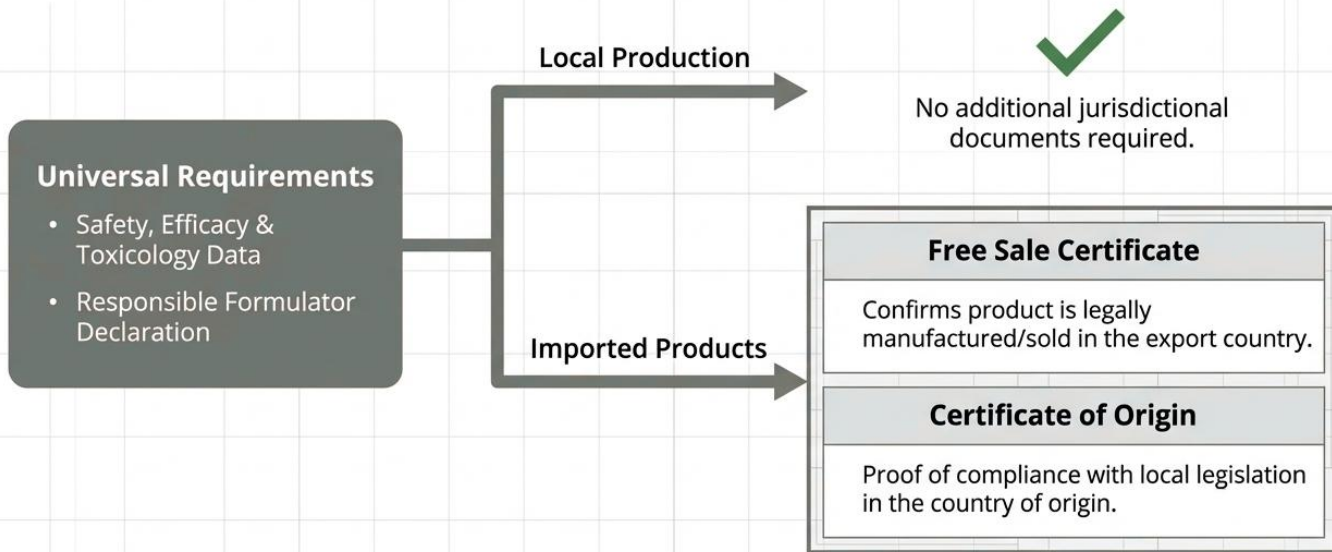 Universal Requirements
• Safety, Efficacy &
Toxicology Data
• Responsible Formulator
Declaration
Local Production
No additional jurisdictional
documents required.
Imported Products
Free Sale Certificate
Confirms product is legally
manufactured/sold in the export country.
Certificate of Origin
Proof of compliance with local legislation
in the country of origin.